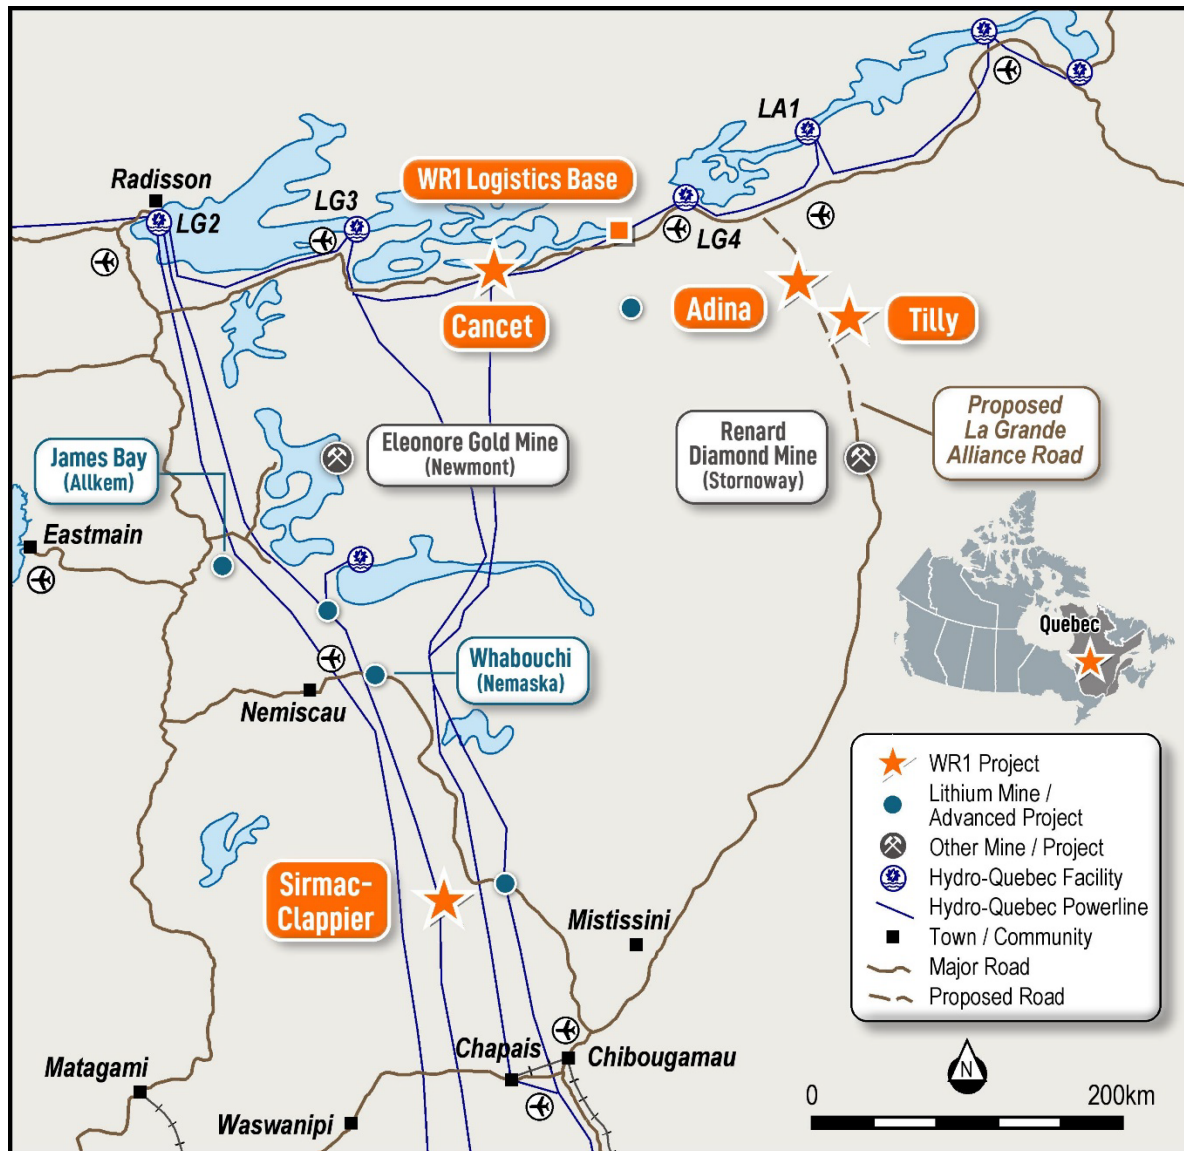 LA1
Radisson
WR1 Logistics Base
LG3
LG2
LG4
Cancet
Adina
Tilly
Proposed
La Grande
Alliance Road
Eleonore Gold Mine
(Newmont)
Renard
Diamond Mine
(Stornoway)
James Bay
(Allkem)
Eastmain
Quebec
Whabouchi
(Nemaska)
Nemiscau
WR1 Project
Lithium Mine /
Advanced Project
Other Mine / Project
Hydro-Quebec Facility
Hydro-Quebec Powerline
Town / Community
Major Road
Proposed Road
Sirmac-
Clappier
Mistissini
Chapais
Chibougamau
Matagami
Waswanipi
N
0
200km